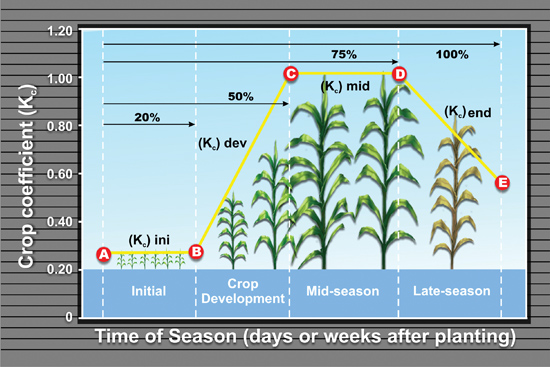 1.20
1.00
0.80
0.60
0.40
0.20
0
Crop coefficient (Kc)
100%
75%
50%
20%
A
B
C
D
E
(Kc) ini
(Kc) dev
(Kc) mid
(Kc) end
Initial
Crop
Development
Mid-season
Late-season
Time of Season (days or weeks after planting)